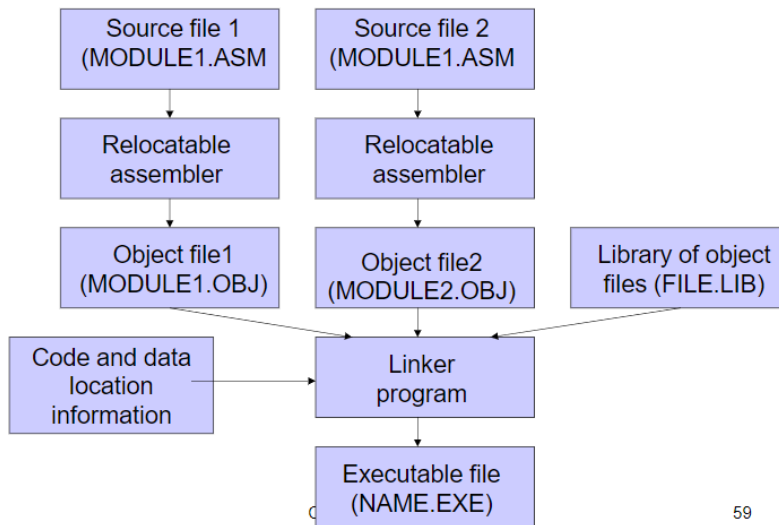 Source file 1
(MODULE1.ASM
Source file 2
(MODULE1.ASM
Relocatable
assembler
Relocatable
assembler
Object file1
(MODULE1.OBJ)
Object file2
(MODULE2.OBJ)
Library of object
files (FILE.LIB)
Code and data
location
information
Linker
program
Executable file
(NAME.EXE)
59